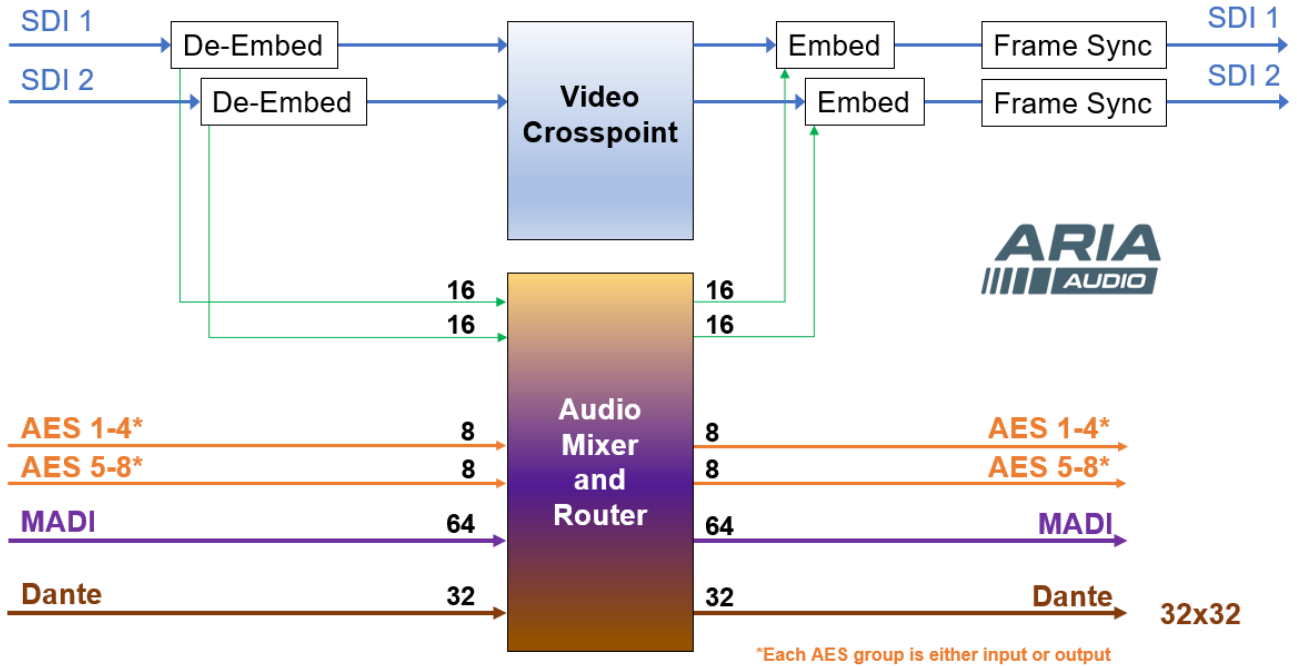 SDI 1
De-Embed
Embed
Frame Sync
SDI 1
SDI 2
De-Embed
Video
Crosspoint
Embed
Frame Sync
SDI 2
ARIA
AUDIO
16
16
16
16
AES 1-4*
8
Audio
Mixer
and
Router
8
AES 1-4*
AES 5-8*
8
8
AES 5-8*
MADI
64
64
MADI
Dante
32
32
Dante
32x32
*Each AES group is either input or output